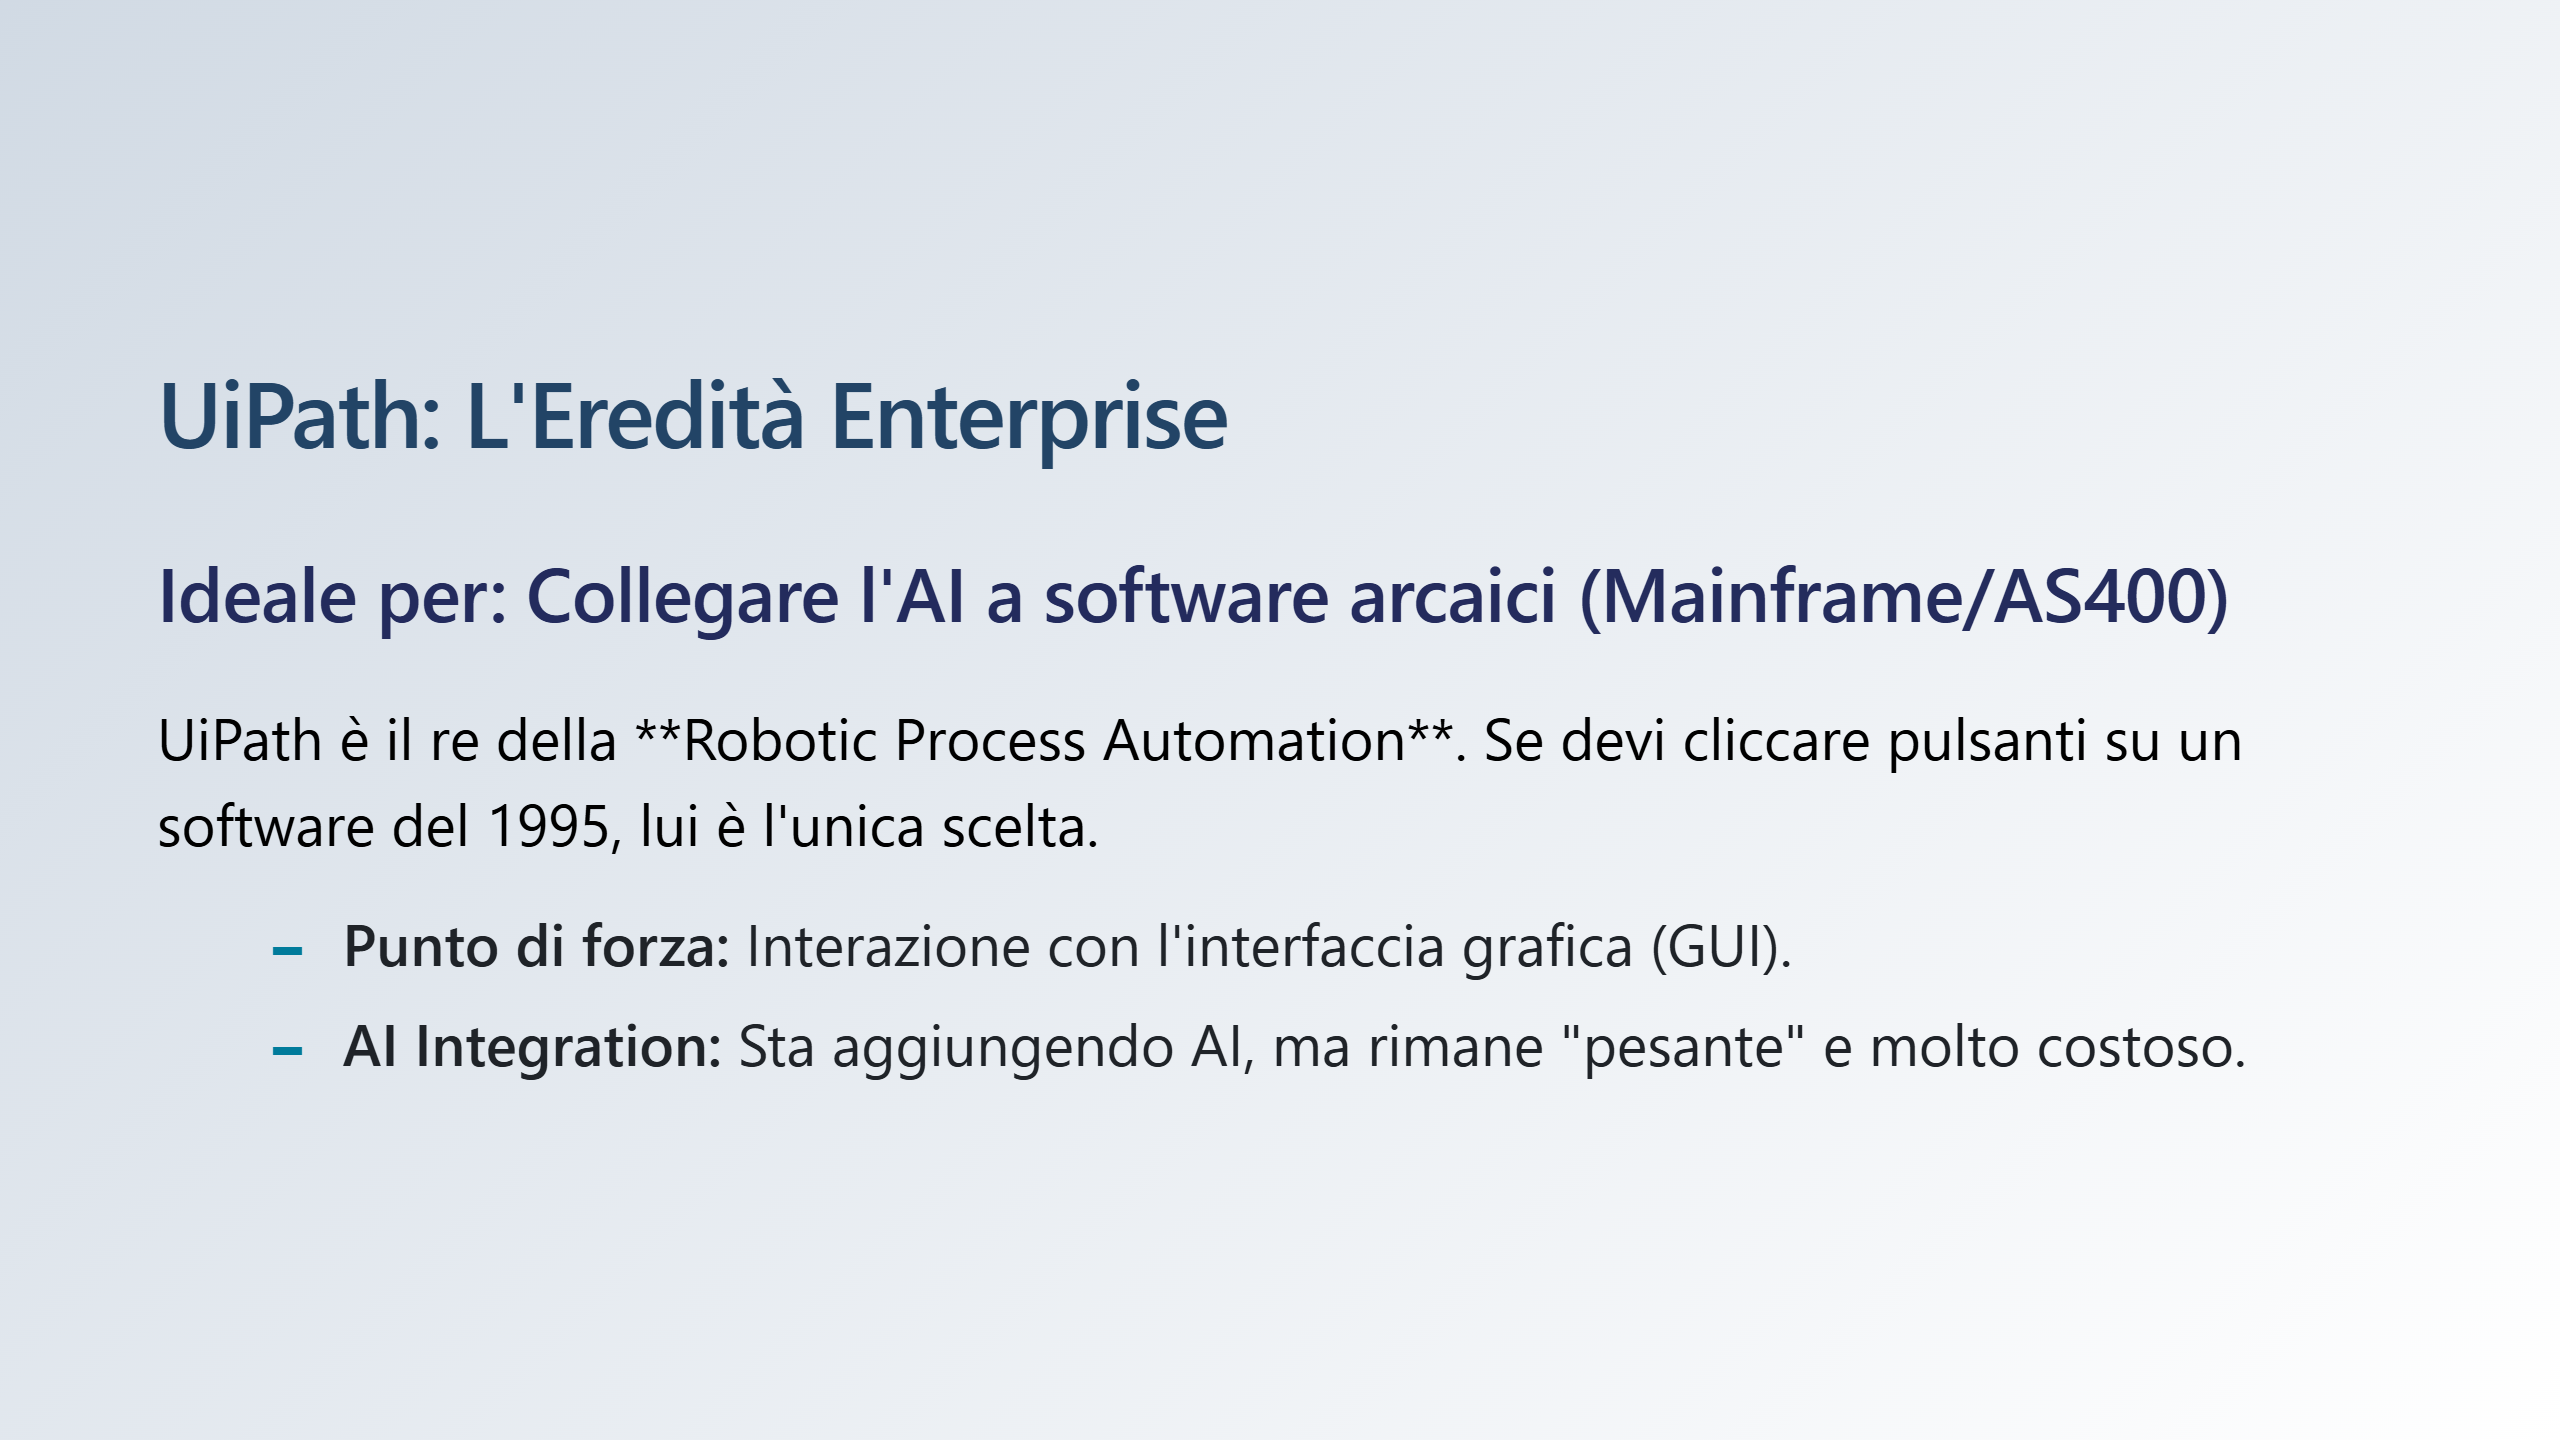 UiPath: L'Eredità Enterprise
Ideale per: Collegare l'AI a software arcaici (Mainframe/AS400)
UiPath è il re della **Robotic Process Automation**. Se devi cliccare pulsanti su un
software del 1995, lui è l'unica scelta.
– Punto di forza: Interazione con l'interfaccia grafica (GUI).
– AI Integration: Sta aggiungendo AI, ma rimane "pesante" e molto costoso.